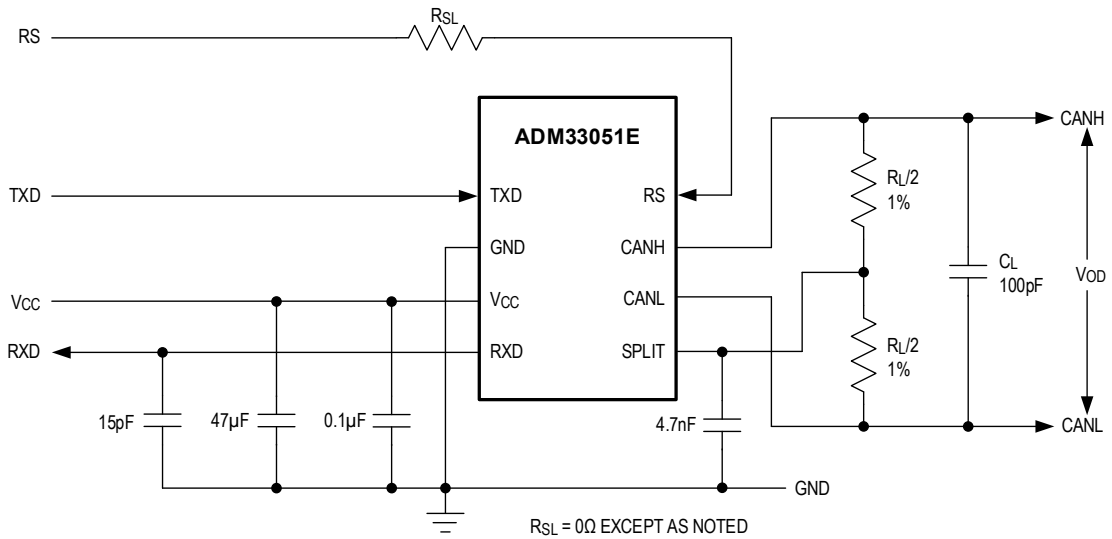 RSL
RS
ADM33051E
CANH
TXD
TXD
RS
RL/2
1%
GND
CANH
CL
100pF
VOD
VCC
VCC
CANL
RXD
RXD
SPLIT
RL/2
1%
15pF
47µF
0.1µF
4.7nF
CANL
GND
RSL = 0Ω EXCEPT AS NOTED